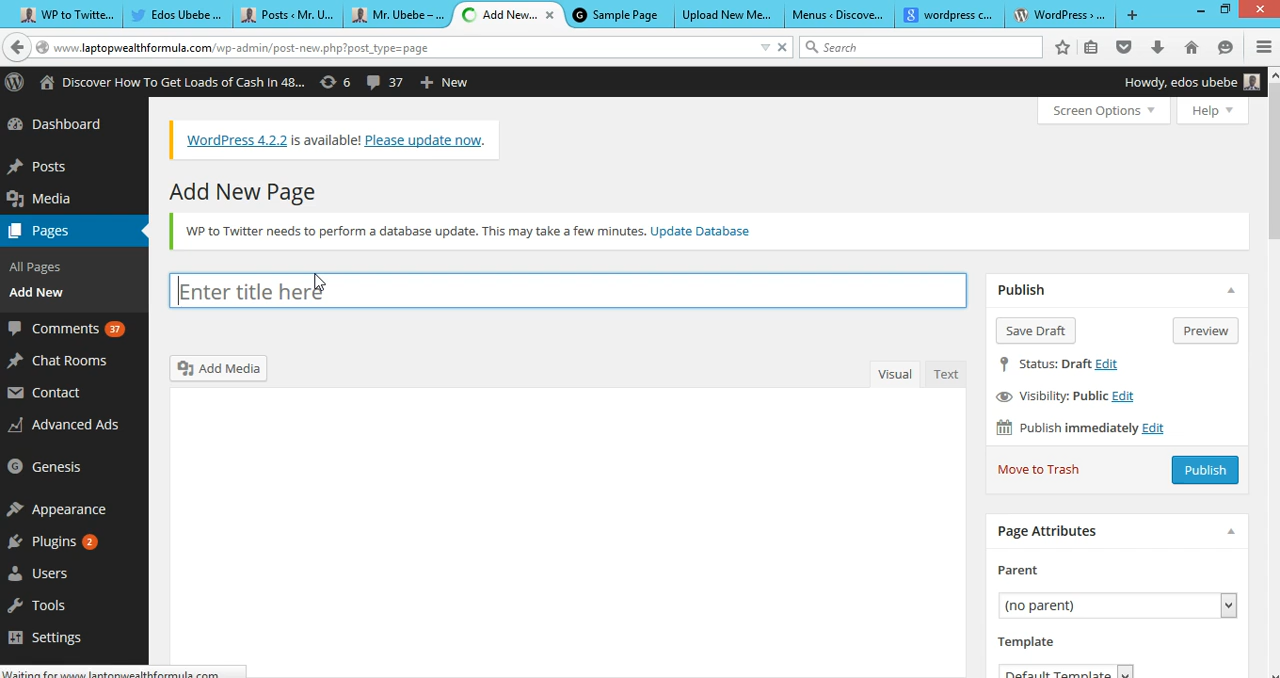 WP to Twitte...
Edos Ubebe ...
Posts ‹ Mr. U...
Mr. Ubebe – ...
Add New...
Sample Page
Upload New Me...
Menus ‹ Discove...
wordpress c...
WordPress › ...
www.laptopwealthformula.com/wp-admin/post-new.php?post_type=page
Search
Discover How To Get Loads of Cash In 48...
6
37
New
Howdy, edos ubebe
Screen Options
Help
Dashboard
Posts
Media
Pages
All Pages
Add New
Comments 37
Chat Rooms
Contact
Advanced Ads
Genesis
Appearance
Plugins 2
Users
Tools
Settings
WordPress 4.2.2 is available! Please update now.
Add New Page
WP to Twitter needs to perform a database update. This may take a few minutes. Update Database
Enter title here
Add Media
Visual
Text
Publish
Save Draft
Preview
Status: Draft Edit
Visibility: Public Edit
Publish immediately Edit
Move to Trash
Publish
Page Attributes
Parent
(no parent)
Template
Default Template
Waiting for www.laptopwealthformula.com